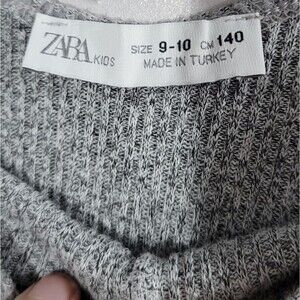 ZARA KIDS
SIZE 9-10 CM 140
MADE IN TURKEY